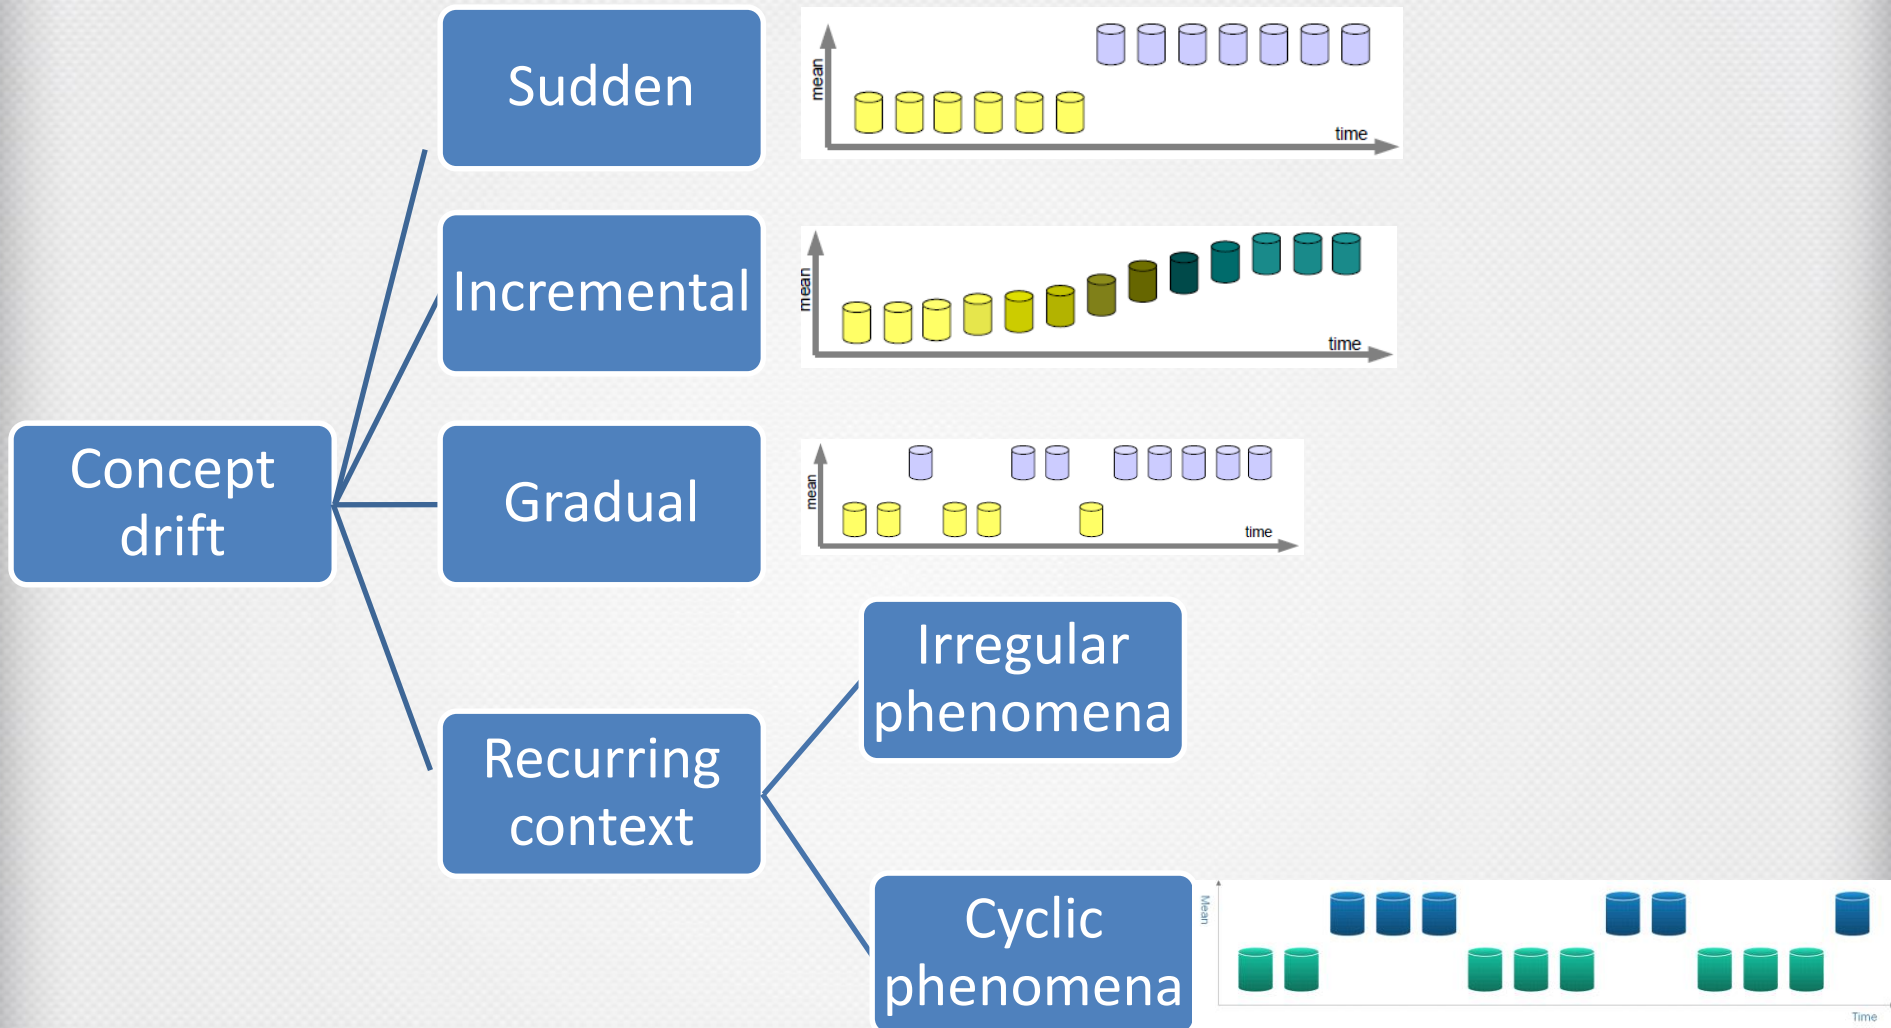 Sudden
mean
time
Incremental
mean
time
Concept
drift
Gradual
mean
time
Irregular
phenomena
Recurring
context
Cyclic
phenomena
Mean
Time